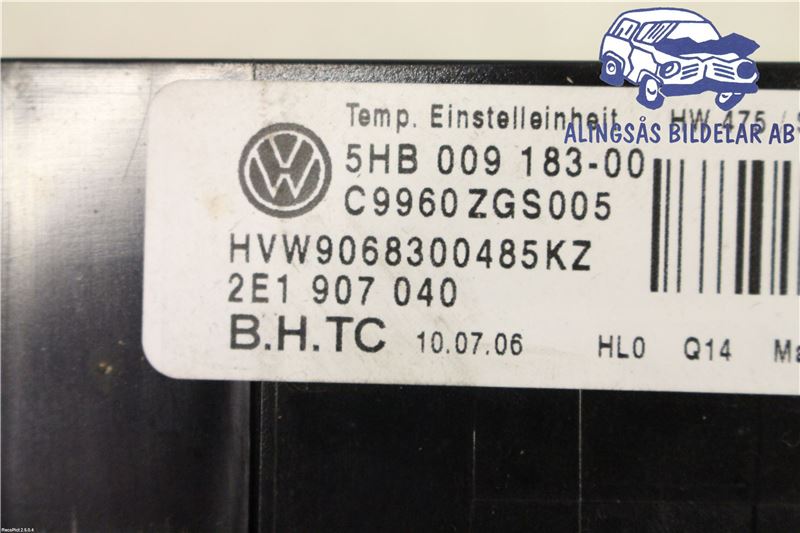 Temp. Einstelleinheit HW 475 /
ALINGSÅS BILDELAR AB
5HB 009 183-00
C9960ZGS005
HVW9068300485KZ
2E1 907 040
B.H.TC 10.07.06 HL0 Q14 Ma